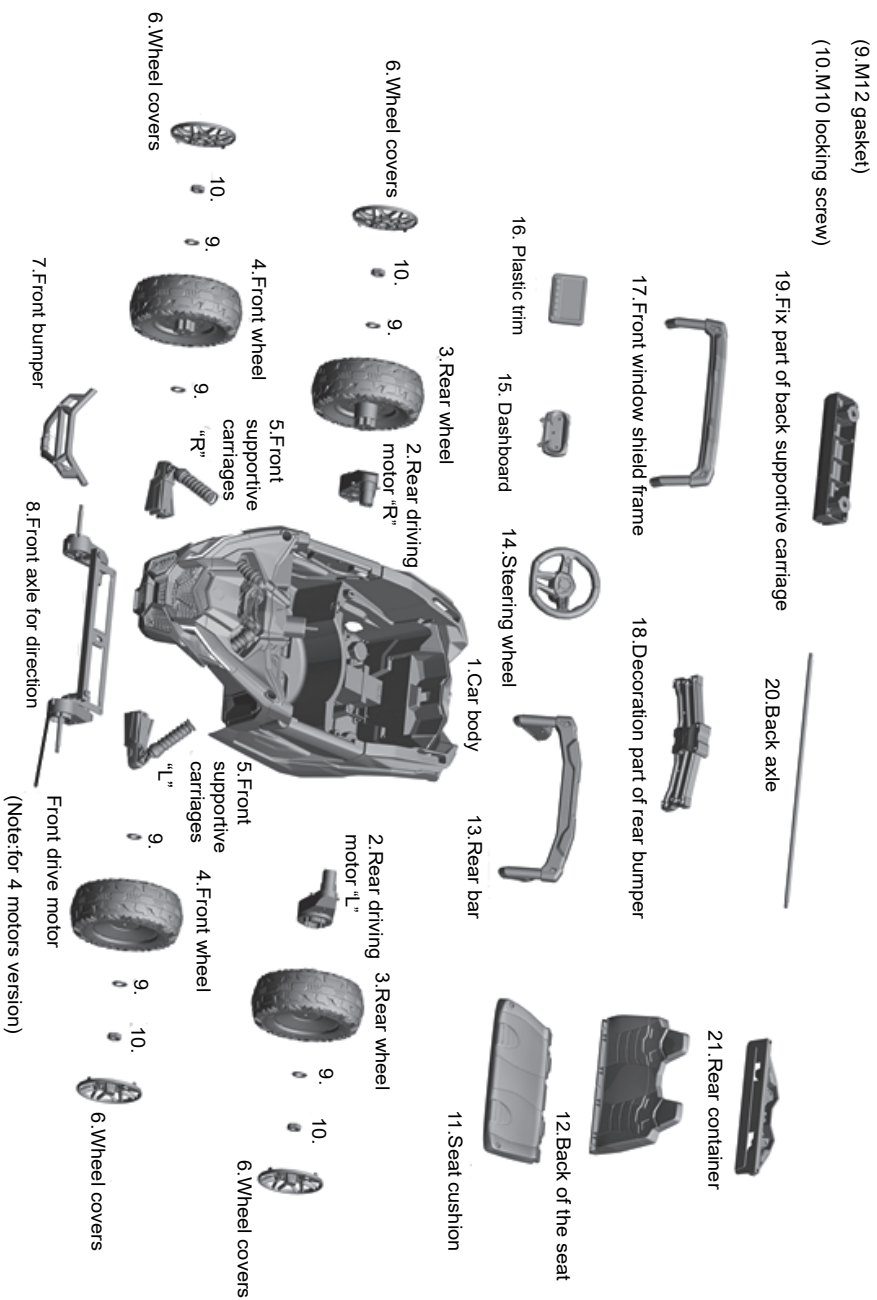 (9.M12 gasket)
(10.M10 locking screw)
19.Fix part of back supportive carriage
20.Back axle
21.Rear container
17.Front window shield frame
18.Decoration part of rear bumper
12.Back of the seat
16. Plastic trim
15. Dashboard
14.Steering wheel
13.Rear bar
11.Seat cushion
6.Wheel covers
10.
9.
3.Rear wheel
2.Rear driving
motor "R"
1.Car body
2.Rear driving
motor "L"
3.Rear wheel
9.
10.
6.Wheel covers
6.Wheel covers
10.
9.
4.Front wheel
9.
5.Front
supportive
carriages
"R"
5.Front
supportive
carriages
"L"
9.
4.Front wheel
9.
10.
6.Wheel covers
7.Front bumper
8.Front axle for direction
Front drive motor
(Note:for 4 motors version)